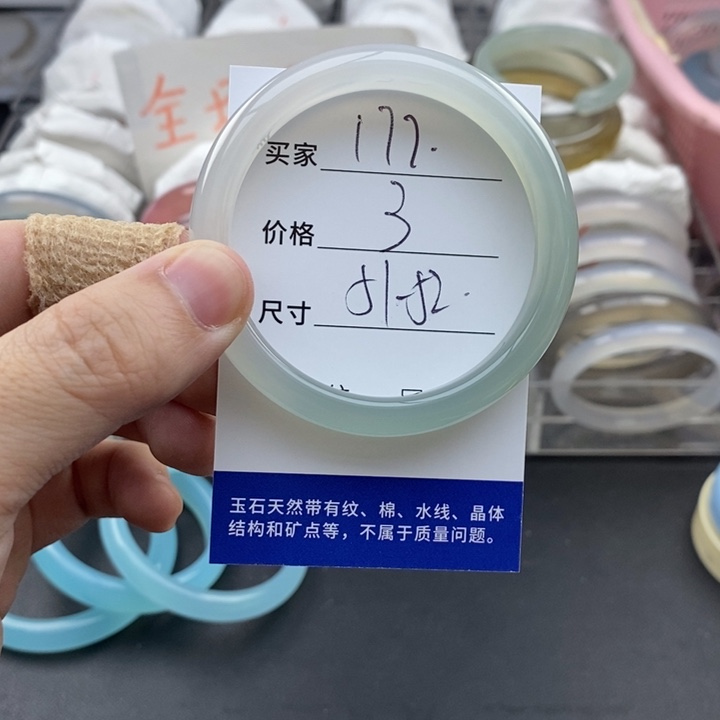 全
买家 177.
价格 3
尺寸 51-52.
玉石天然带有纹、棉、水线、晶体
结构和矿点等，不属于质量问题。